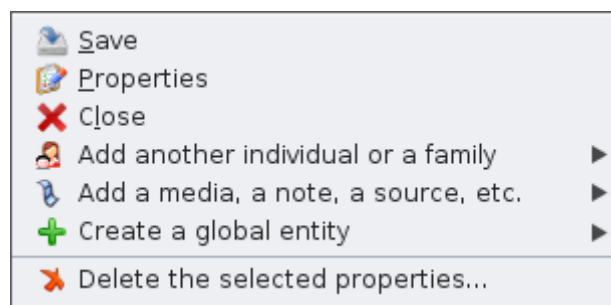 Save
Properties
Close
Add another individual or a family
Add a media, a note, a source, etc.
Create a global entity
Delete the selected properties...